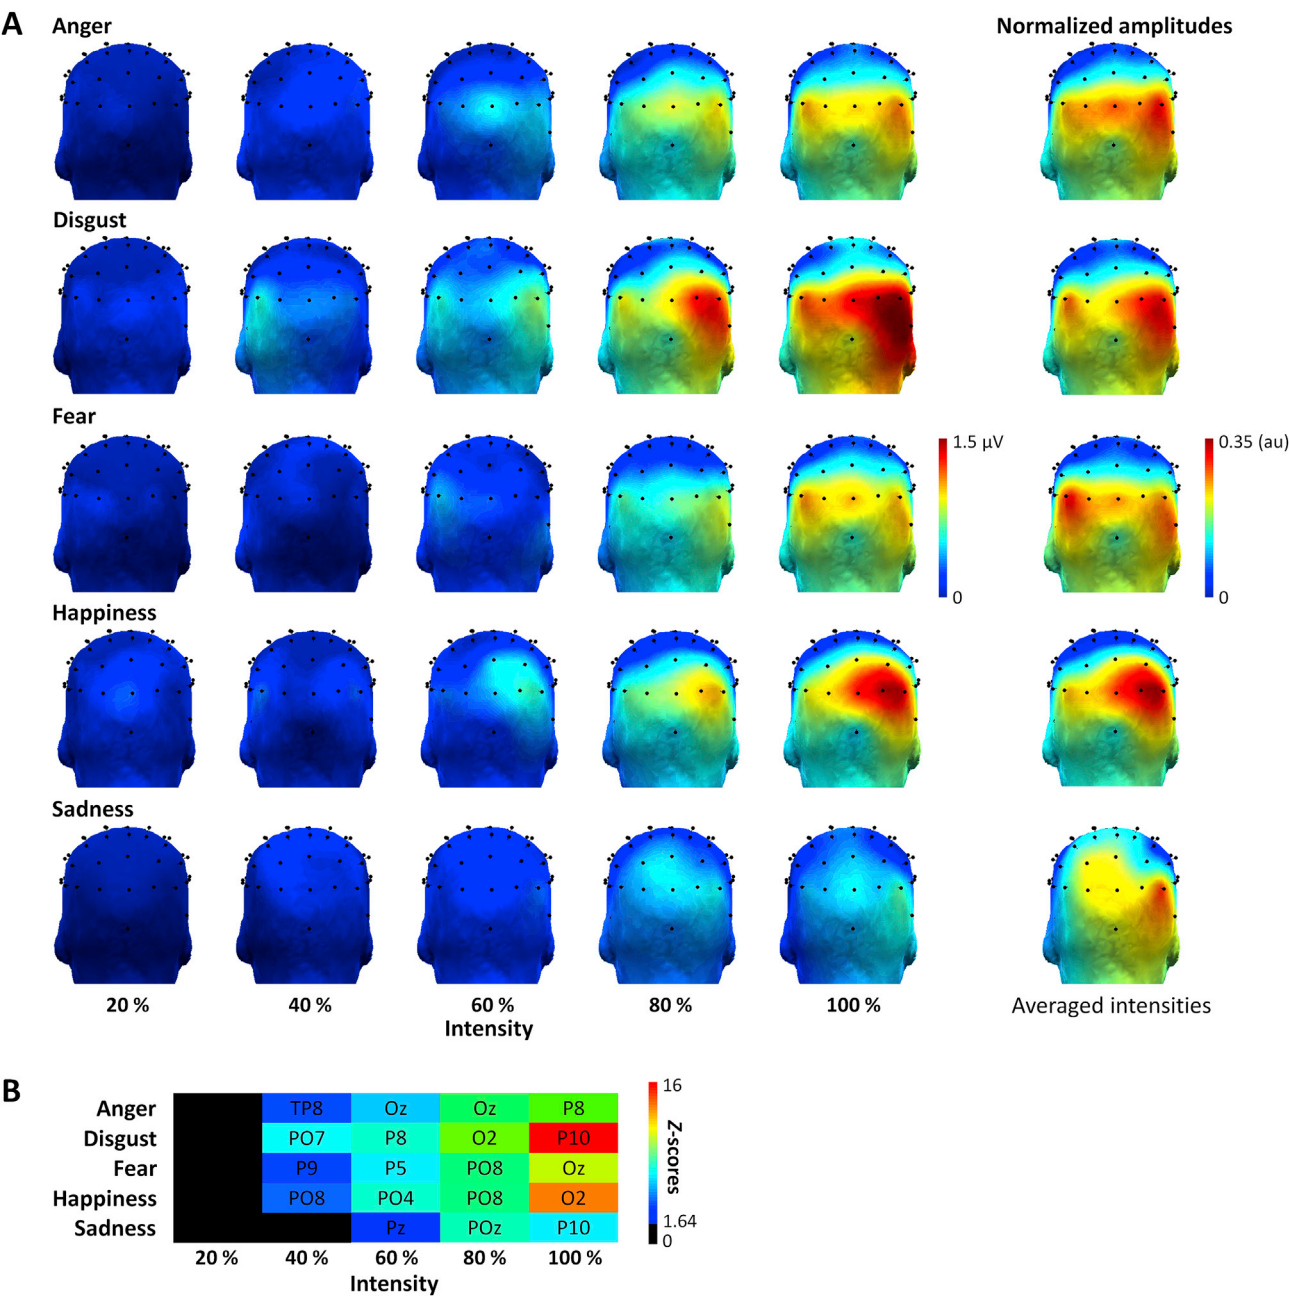 A
Anger
Normalized amplitudes
Disgust
Fear
1.5 µV
0
0.35 (au)
0
Happiness
Sadness
20 % 40 % 60 % 80 % 100 % Averaged intensities
Intensity
B
Anger TP8 Oz Oz P8
Disgust PO7 P8 O2 P10
Fear P9 P5 PO8 Oz
Happiness PO8 PO4 PO8 O2
Sadness Pz POz P10
20 % 40 % 60 % 80 % 100 %
Intensity
16
Z-scores
1.64
0